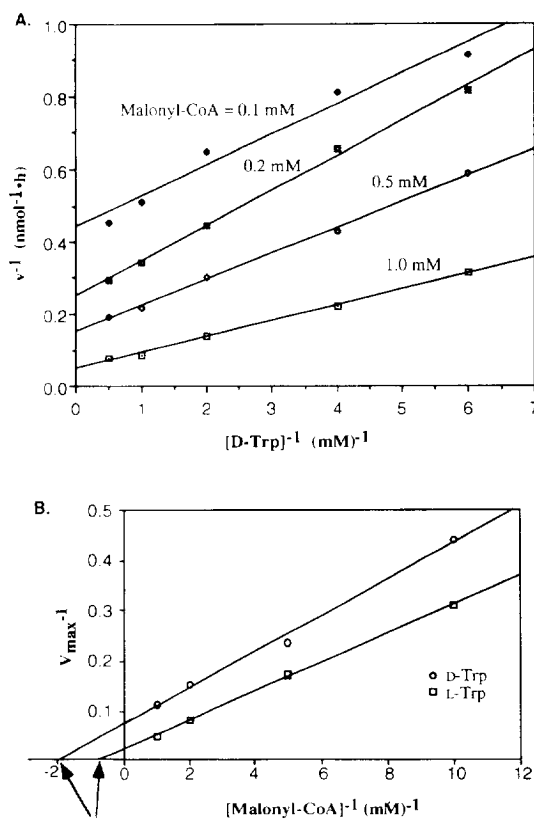 A.
1.0
0.8
0.6
0.4
0.2
0.0
v⁻¹ (nmol⁻¹•h)
Malonyl-CoA = 0.1 mM
0.2 mM
0.5 mM
1.0 mM
0 1 2 3 4 5 6 7
[D-Trp]⁻¹ (mM)⁻¹
B.
0.5
0.4
0.3
0.2
0.1
Vmax⁻¹
D-Trp
L-Trp
-2 0 2 4 6 8 10 12
[Malonyl-CoA]⁻¹ (mM)⁻¹